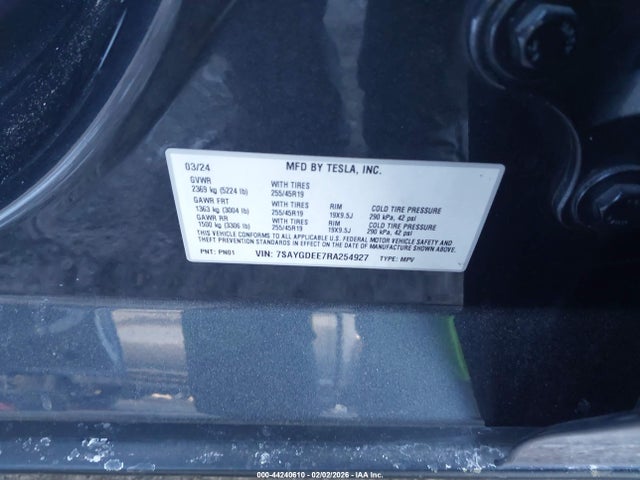 03/24 MFD BY TESLA, INC.
GVWR
2369 kg (5224 lb) WITH TIRES 255/45R19
GAWR FRT
1363 kg (3004 lb) WITH TIRES 255/45R19 RIM 19X9.5J COLD TIRE PRESSURE 290 kPa, 42 psi
GAWR RR
1500 kg (3306 lb) WITH TIRES 255/45R19 RIM 19X9.5J COLD TIRE PRESSURE 290 kPa, 42 psi
THIS VEHICLE CONFORMS TO ALL APPLICABLE U.S. FEDERAL MOTOR VEHICLE SAFETY AND
THEFT PREVENTION STANDARDS IN EFFECT ON THE DATE OF MANUFACTURE SHOWN ABOVE.
PNT: PN01 VIN: 7SAYGDEE7RA254927 TYPE: MPV
000-44240610 - 02/02/2026 - IAA Inc.